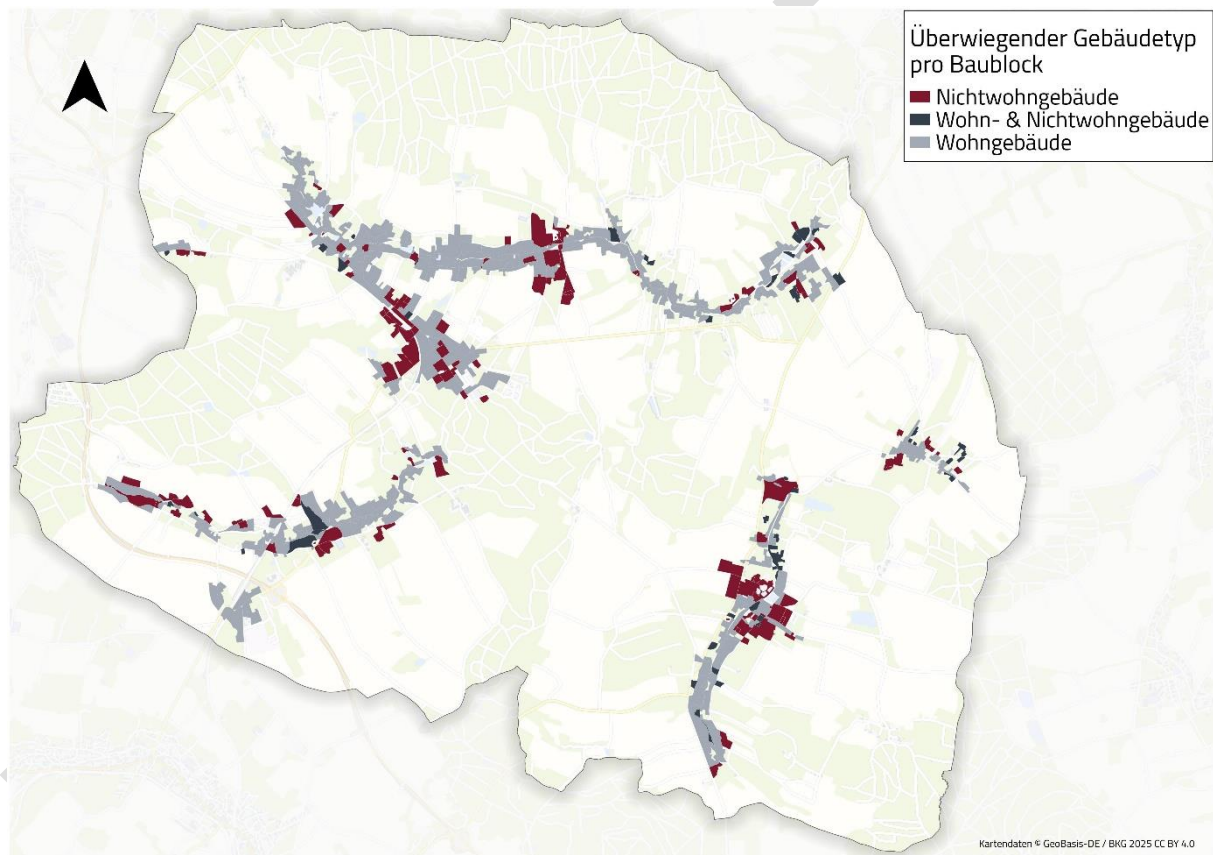 Überwiegender Gebäudetyp
pro Baublock
Nichtwohngebäude
Wohn- & Nichtwohngebäude
Wohngebäude
Kartendaten © GeoBasis-DE / BKG 2025 CC BY 4.0